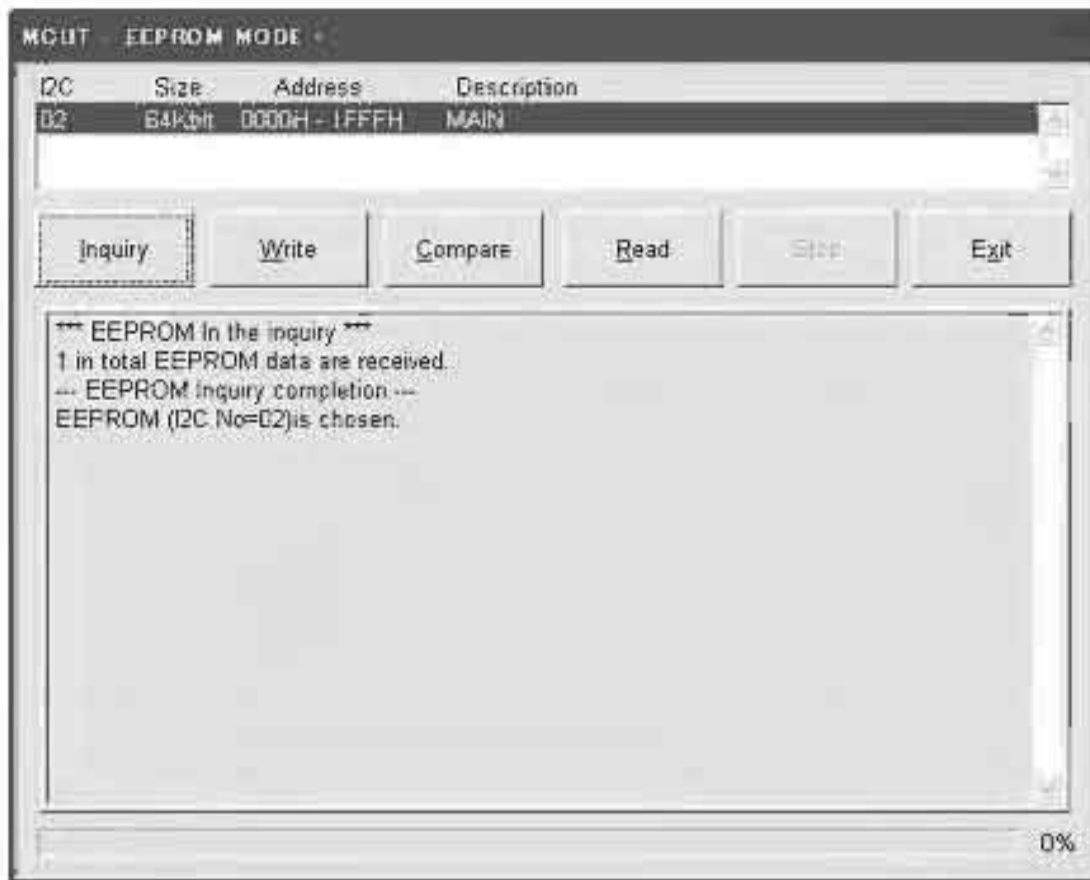 MCUT - EEPROM MODE -
I2C Size Address Description
02 64Kbit 0000H - 1FFFH MAIN
Inquiry Write Compare Read Stop Exit
*** EEPROM In the inquiry ***
1 in total EEPROM data are received.
--- EEPROM Inquiry completion ---
EEPROM (I2C No=02)is chosen.
0%